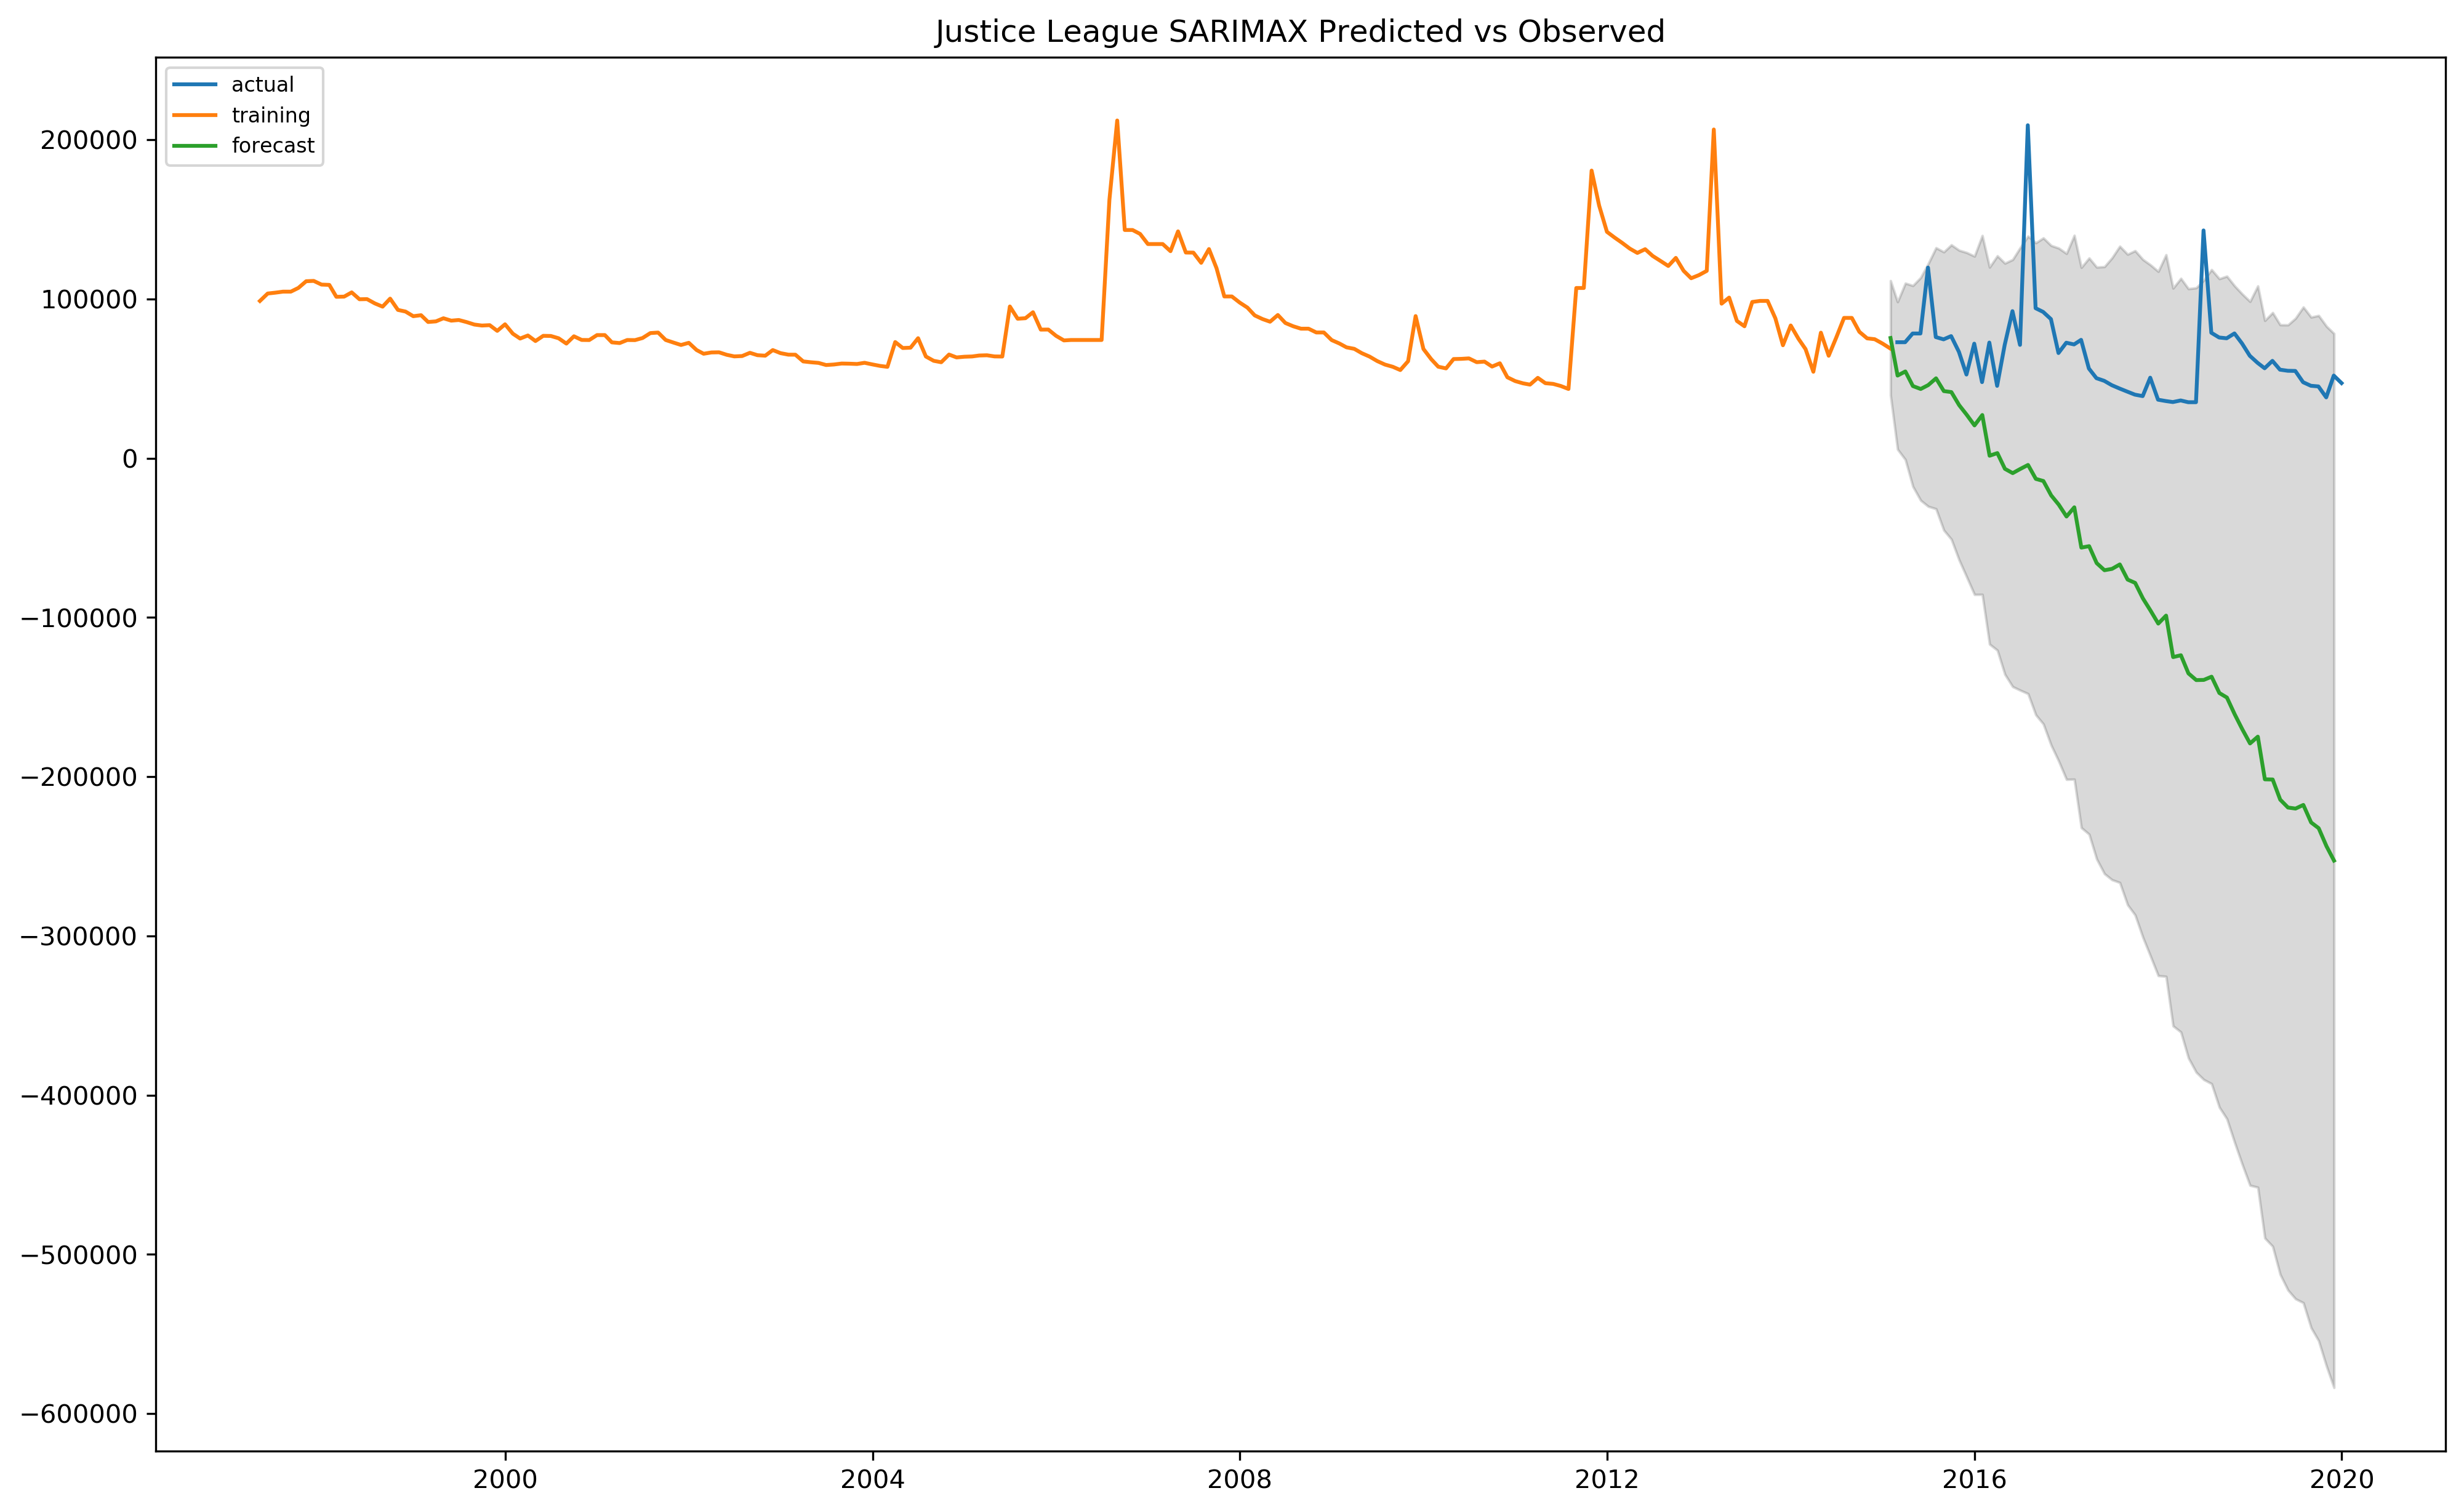 Justice League SARIMAX Predicted vs Observed
actual
training
forecast
200000
100000
0
−100000
−200000
−300000
−400000
−500000
−600000
2000 2004 2008 2012 2016 2020